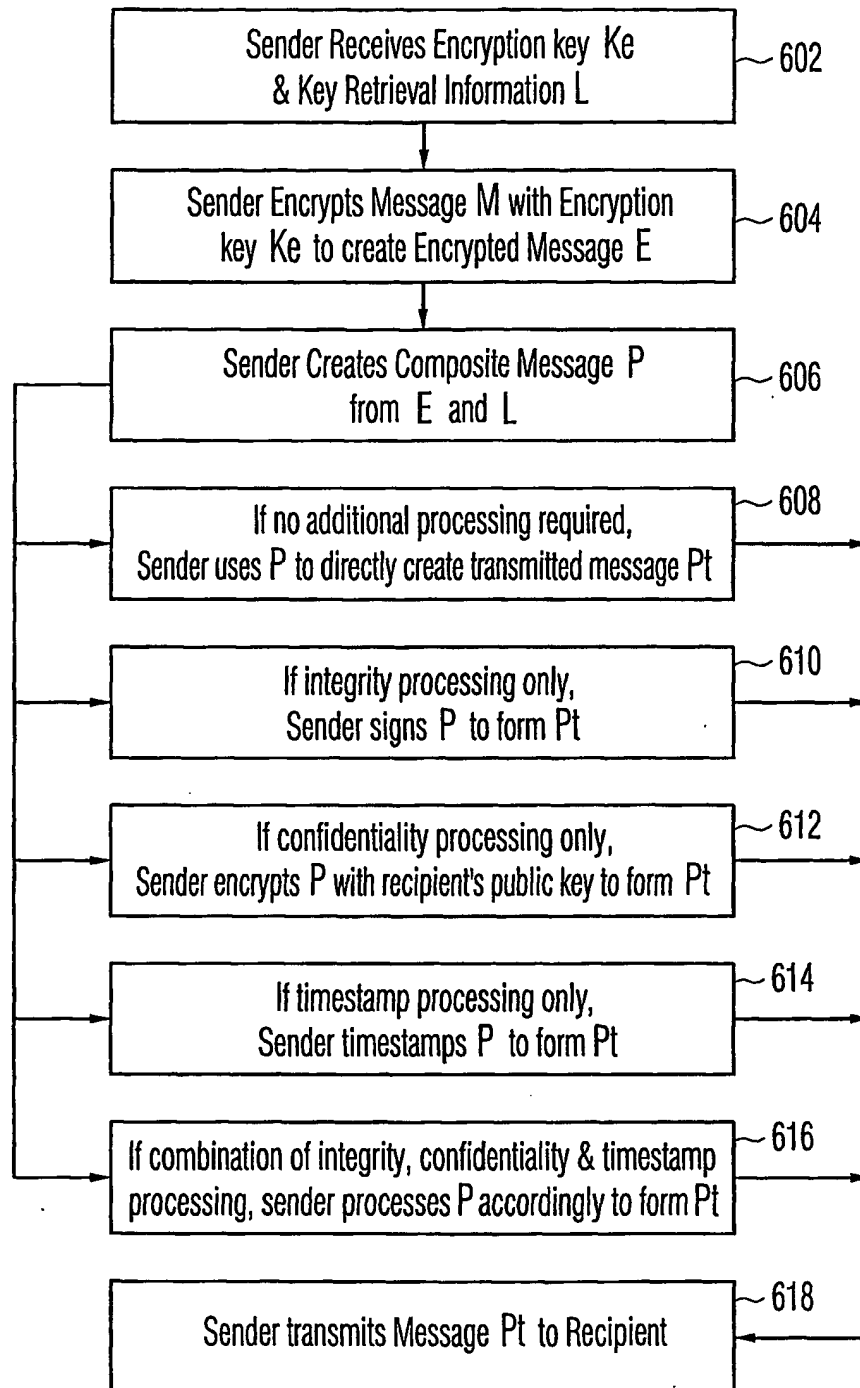 Sender Receives Encryption key Ke
& Key Retrieval Information L
602
Sender Encrypts Message M with Encryption
key Ke to create Encrypted Message E
604
Sender Creates Composite Message P
from E and L
606
If no additional processing required,
Sender uses P to directly create transmitted message Pt
608
If integrity processing only,
Sender signs P to form Pt
610
If confidentiality processing only,
Sender encrypts P with recipient's public key to form Pt
612
If timestamp processing only,
Sender timestamps P to form Pt
614
If combination of integrity, confidentiality & timestamp
processing, sender processes P accordingly to form Pt
616
Sender transmits Message Pt to Recipient
618